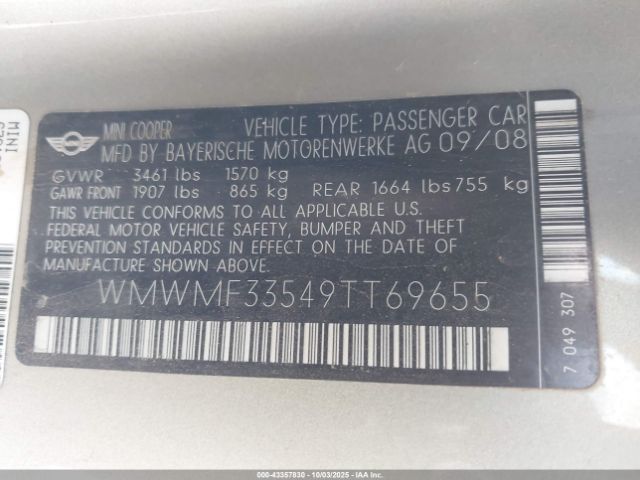 MINI COOPER VEHICLE TYPE: PASSENGER CAR
MFD BY BAYERISCHE MOTORENWERKE AG 09/08
GVWR 3461 lbs 1570 kg
GAWR FRONT 1907 lbs 865 kg REAR 1664 lbs 755 kg
THIS VEHICLE CONFORMS TO ALL APPLICABLE U.S.
FEDERAL MOTOR VEHICLE SAFETY, BUMPER AND THEFT
PREVENTION STANDARDS IN EFFECT ON THE DATE OF
MANUFACTURE SHOWN ABOVE.
WMWMF33549TT69655
7 049 307
MINI
000-43357830 - 10/03/2025 - IAAI.COM